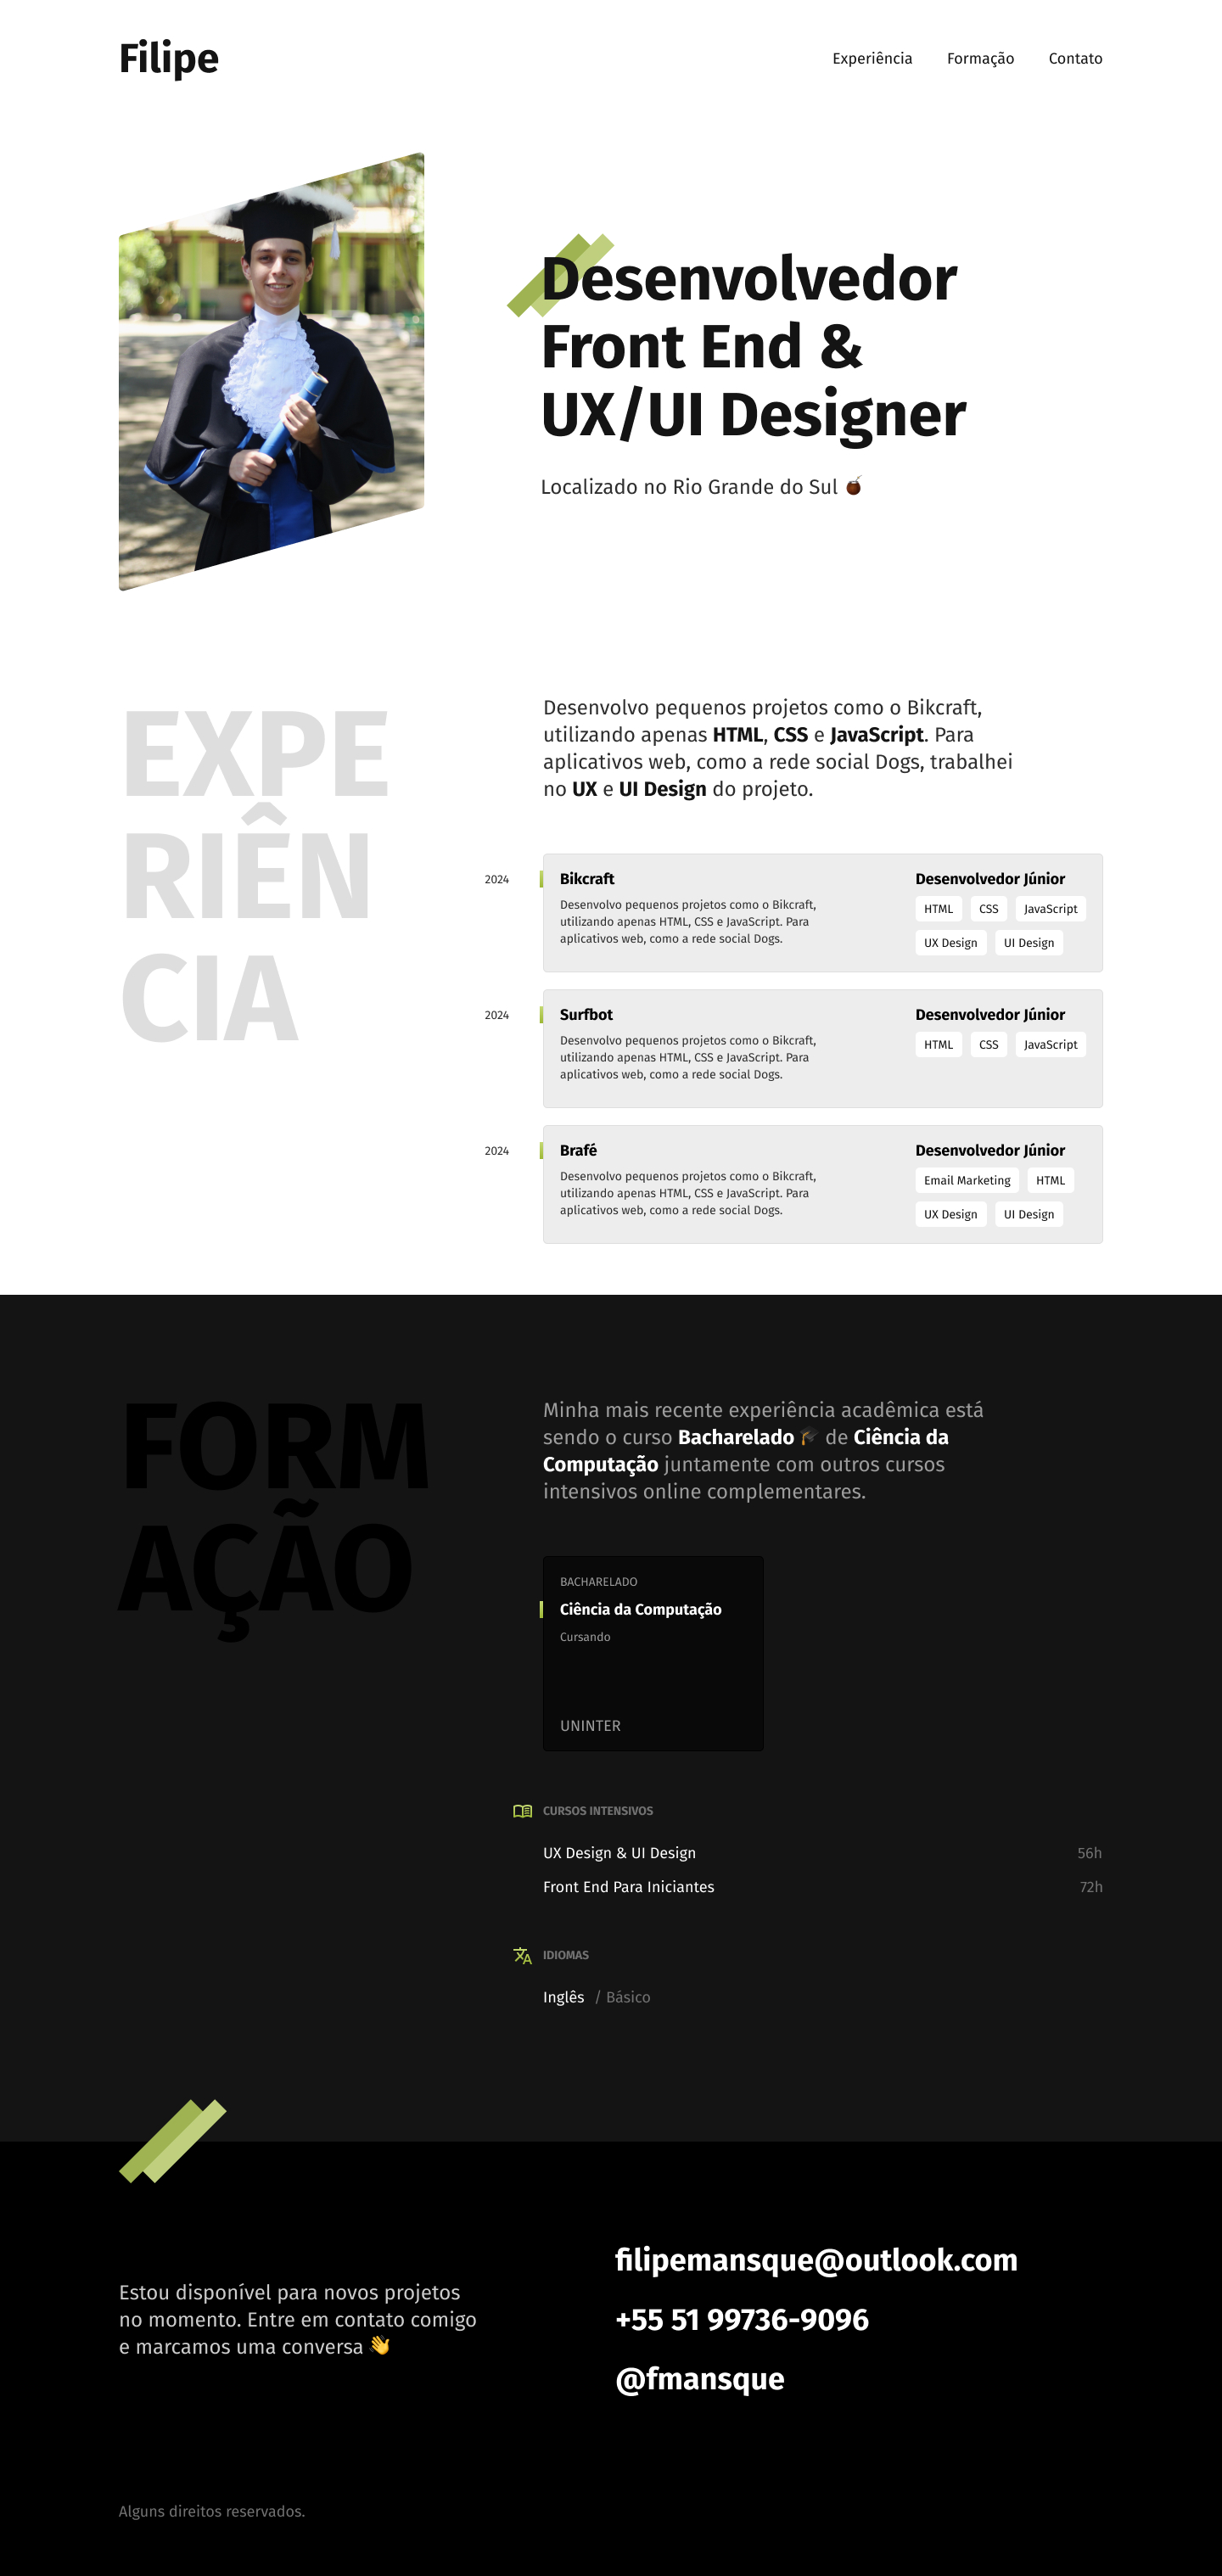 Filipe
Experiência Formação Contato
Desenvolvedor
Front End &
UX/UI Designer
Localizado no Rio Grande do Sul 🧉
EXPE
RIÊN
CIA
Desenvolvo pequenos projetos como o Bikcraft,
utilizando apenas HTML, CSS e JavaScript. Para
aplicativos web, como a rede social Dogs, trabalhei
no UX e UI Design do projeto.
2024
Bikcraft
Desenvolvo pequenos projetos como o Bikcraft,
utilizando apenas HTML, CSS e JavaScript. Para
aplicativos web, como a rede social Dogs.
Desenvolvedor Júnior
HTML CSS JavaScript
UX Design UI Design
2024
Surfbot
Desenvolvo pequenos projetos como o Bikcraft,
utilizando apenas HTML, CSS e JavaScript. Para
aplicativos web, como a rede social Dogs.
Desenvolvedor Júnior
HTML CSS JavaScript
2024
Brafé
Desenvolvo pequenos projetos como o Bikcraft,
utilizando apenas HTML, CSS e JavaScript. Para
aplicativos web, como a rede social Dogs.
Desenvolvedor Júnior
Email Marketing HTML
UX Design UI Design
FORM
AÇÃO
Minha mais recente experiência acadêmica está
sendo o curso Bacharelado 🎓 de Ciência da
Computação juntamente com outros cursos
intensivos online complementares.
BACHARELADO
Ciência da Computação
Cursando
UNINTER
CURSOS INTENSIVOS
UX Design & UI Design 56h
Front End Para Iniciantes 72h
IDIOMAS
Inglês / Básico
Estou disponível para novos projetos
no momento. Entre em contato comigo
e marcamos uma conversa 👋
filipemansque@outlook.com
+55 51 99736-9096
@fmansque
Alguns direitos reservados.